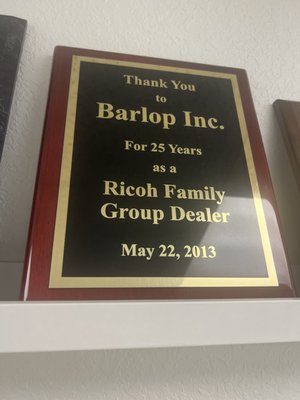 Thank You
to
Barlop Inc.
For 25 Years
as a
Ricoh Family
Group Dealer
May 22, 2013